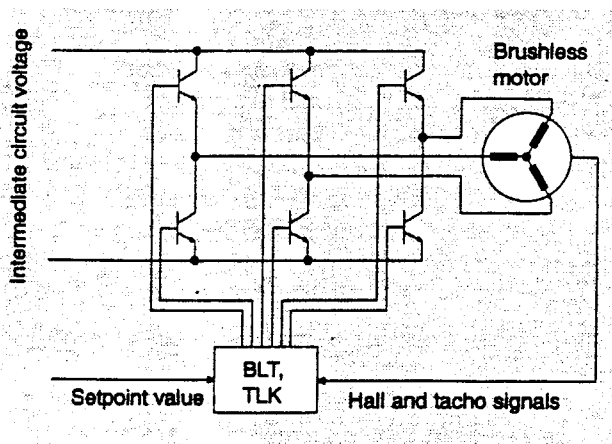 Intermediate circuit voltage
Brushless
motor
BLT,
TLK
Setpoint value
Hall and tacho signals